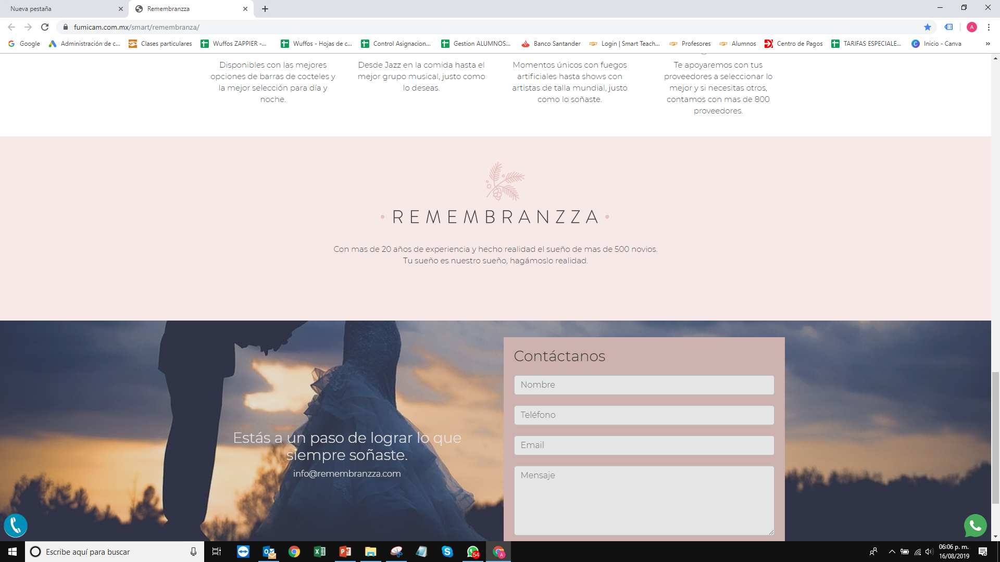 Nueva pestaña
Remembranzza
fumicam.com.mx/smart/remembranza/
A
Google
Administración de c...
Clases particulares
Wuffos ZAPPIER -...
Wuffos - Hojas de c...
Control Asignacion...
Gestion ALUMNOS...
Banco Santander
Login | Smart Teach...
Profesores
Alumnos
Centro de Pagos
TARIFAS ESPECIALE...
Inicio - Canva
»
Disponibles con las mejores
opciones de barras de cocteles y
la mejor selección para día y
noche.
Desde Jazz en la comida hasta el
mejor grupo musical, justo como
lo deseas.
Momentos únicos con fuegos
artificiales hasta shows con
artistas de talla mundial, justo
como lo soñaste.
Te apoyaremos con tus
proveedores a seleccionar lo
mejor y si necesitas otros,
contamos con mas de 800
proveedores.
• REMEMBRANZZA •
Con mas de 20 años de experiencia y hecho realidad el sueño de mas de 500 novios.
Tu sueño es nuestro sueño, hagámoslo realidad.
Estás a un paso de lograr lo que
siempre soñaste.
info@remembranzza.com
Contáctanos
Nombre
Teléfono
Email
Mensaje
Escribe aquí para buscar
54
A
06:06 p. m.
16/08/2019